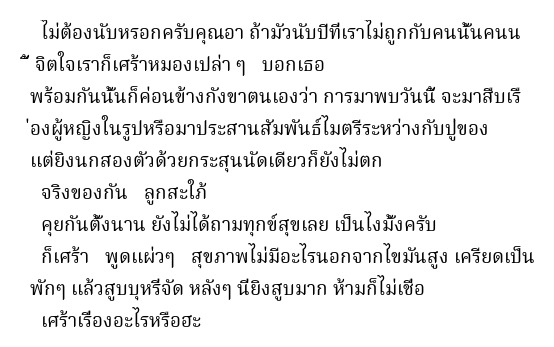 ไม่ต้องนับหรอกครับคุณอา ถ้ามัวนับปีทีเราไม่ถูกกับคนนั้นคนน
ี้ จิตใจเราก็เศร้าหมองเปล่า ๆ บอกเธอ
พร้อมกันนั้นก็ค่อนข้างกังขาตนเองว่า การมาพบวันนี้ จะมาสืบเรื
่องผู้หญิงในรูปหรือมาประสานสัมพันธ์ไมตรีระหว่างกับปูของ
แต่ยิงนกสองตัวด้วยกระสุนนัดเดียวก็ยังไม่ตก
จริงของกัน ลูกสะใภ้
คุยกันตั้งนาน ยังไม่ได้ถามทุกข์สุขเลย เป็นไงมั้งครับ
ก็เศร้า พูดแผ่วๆ สุขภาพไม่มีอะไรนอกจากไขมันสูง เครียดเป็น
พักๆ แล้วสูบบุหรี่จัด หลังๆ นี่ยิงสูบมาก ห้ามก็ไม่เชื่อ
เศร้าเรื่องอะไรหรือฮะ